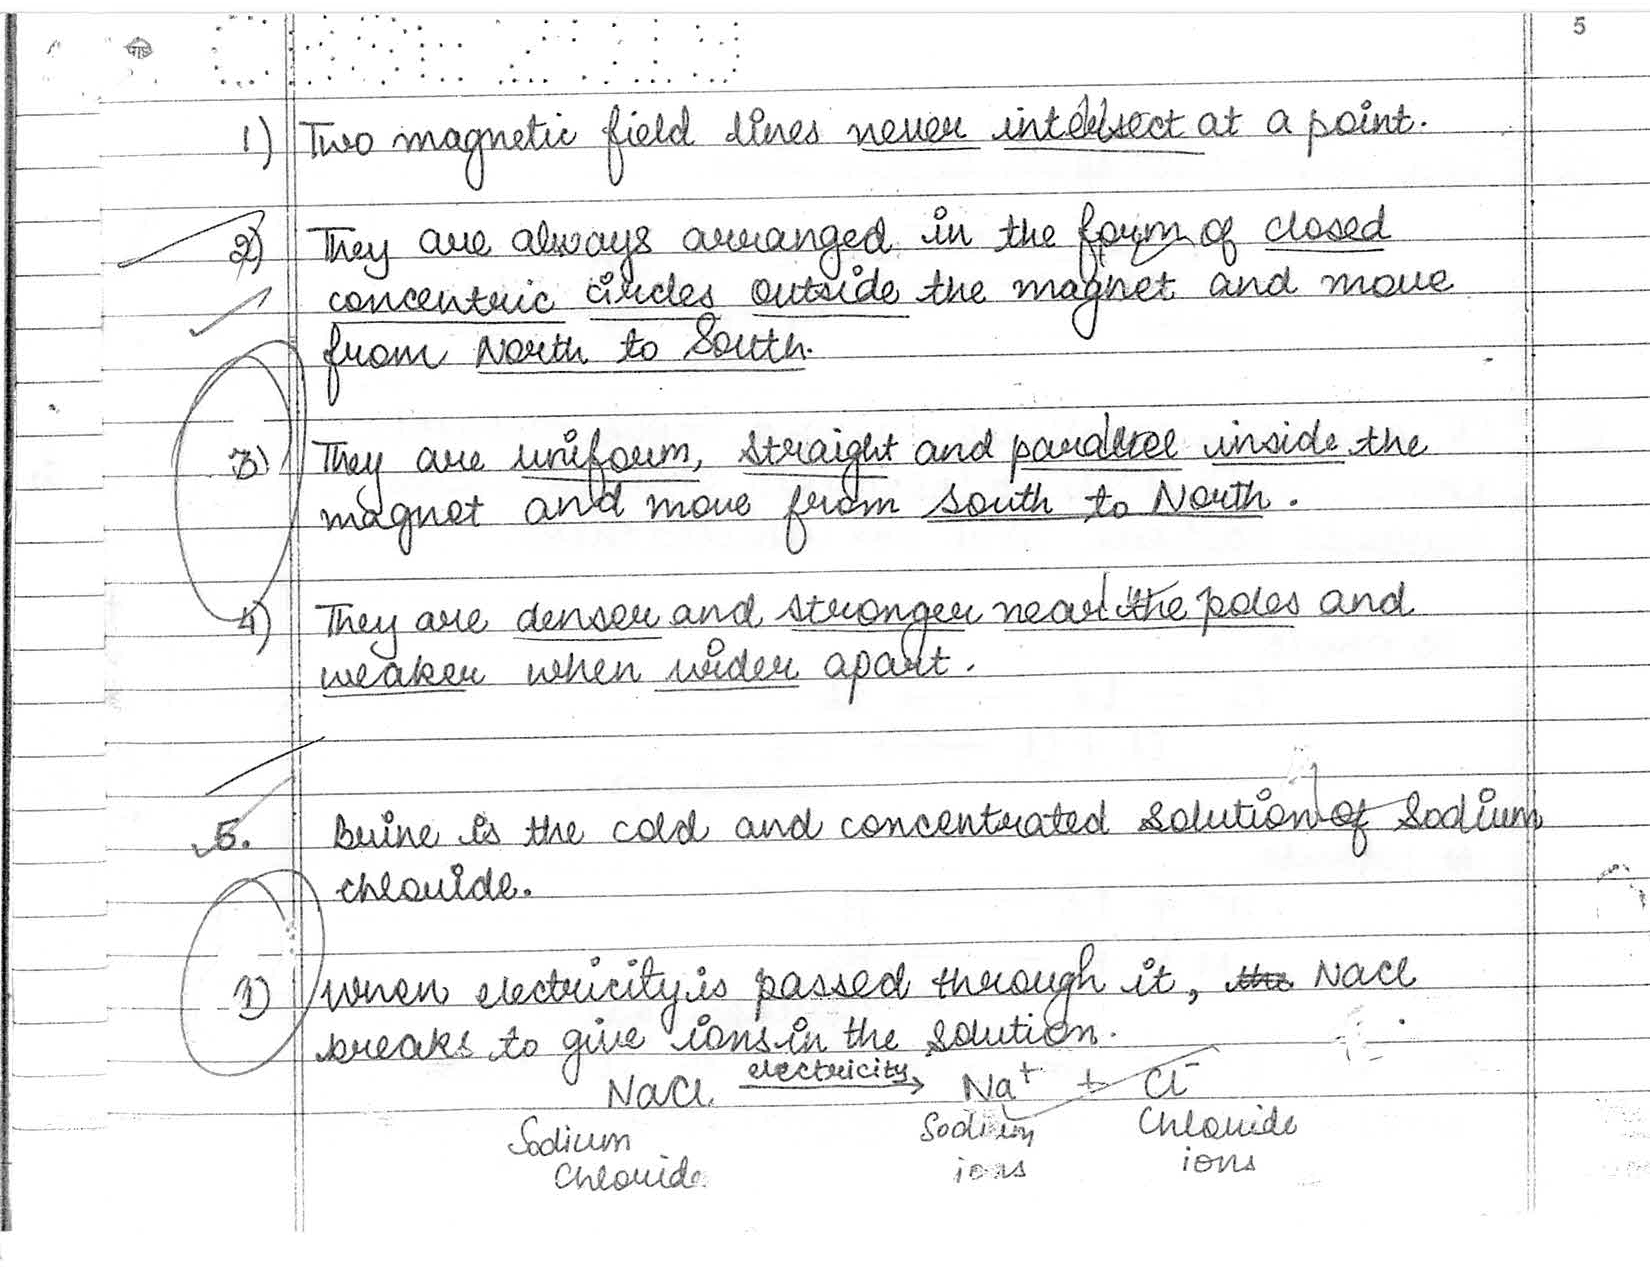 5
1) Two magnetic field lines never intersect at a point.
2) They are always arranged in the form of closed
concentric circles outside the magnet and move
from North to South.
3) They are uniform, straight and parallel inside the
magnet and move from south to North.
4) They are denser and stronger near the poles and
weaker when wider apart.
5. Brine is the cold and concentrated solution of Sodium
chloride.
1) When electricity is passed through it, the NaCl
breaks to give ions in the solution.
NaCl electricity→ Na⁺ + Cl⁻
Sodium Sodium Chloride
Chloride ions ions